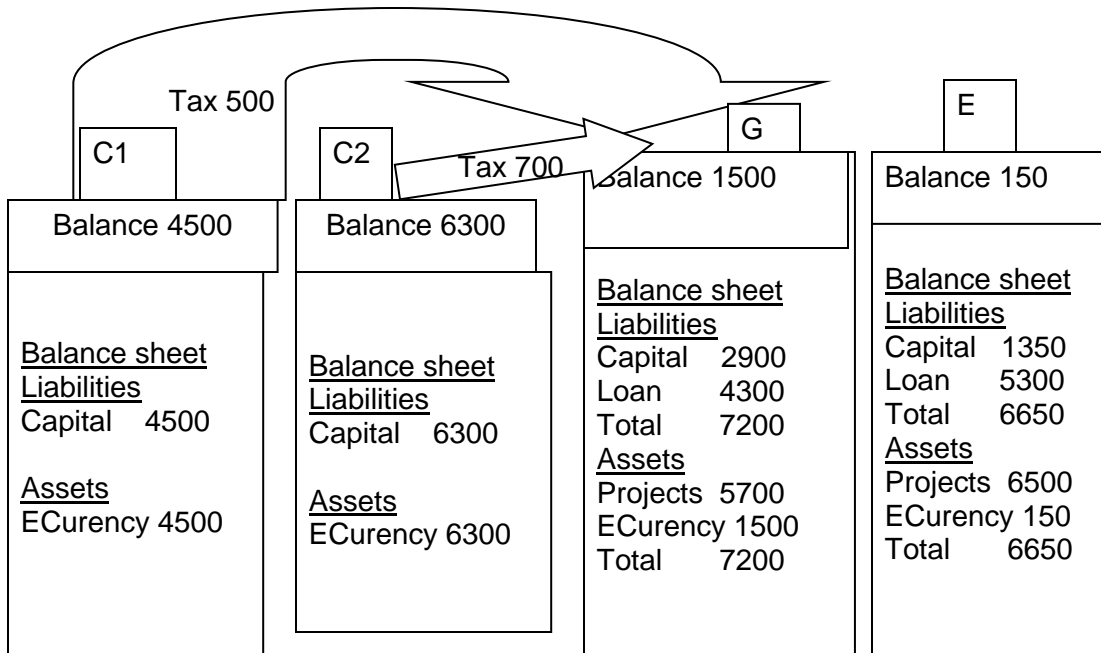 Tax 500
C1
Balance 4500
Balance sheet
Liabilities
Capital 4500
Assets
ECurency 4500
C2
Tax 700
Balance 6300
Balance sheet
Liabilities
Capital 6300
Assets
ECurency 6300
G
Balance 1500
Balance sheet
Liabilities
Capital 2900
Loan 4300
Total 7200
Assets
Projects 5700
ECurency 1500
Total 7200
E
Balance 150
Balance sheet
Liabilities
Capital 1350
Loan 5300
Total 6650
Assets
Projects 6500
ECurency 150
Total 6650